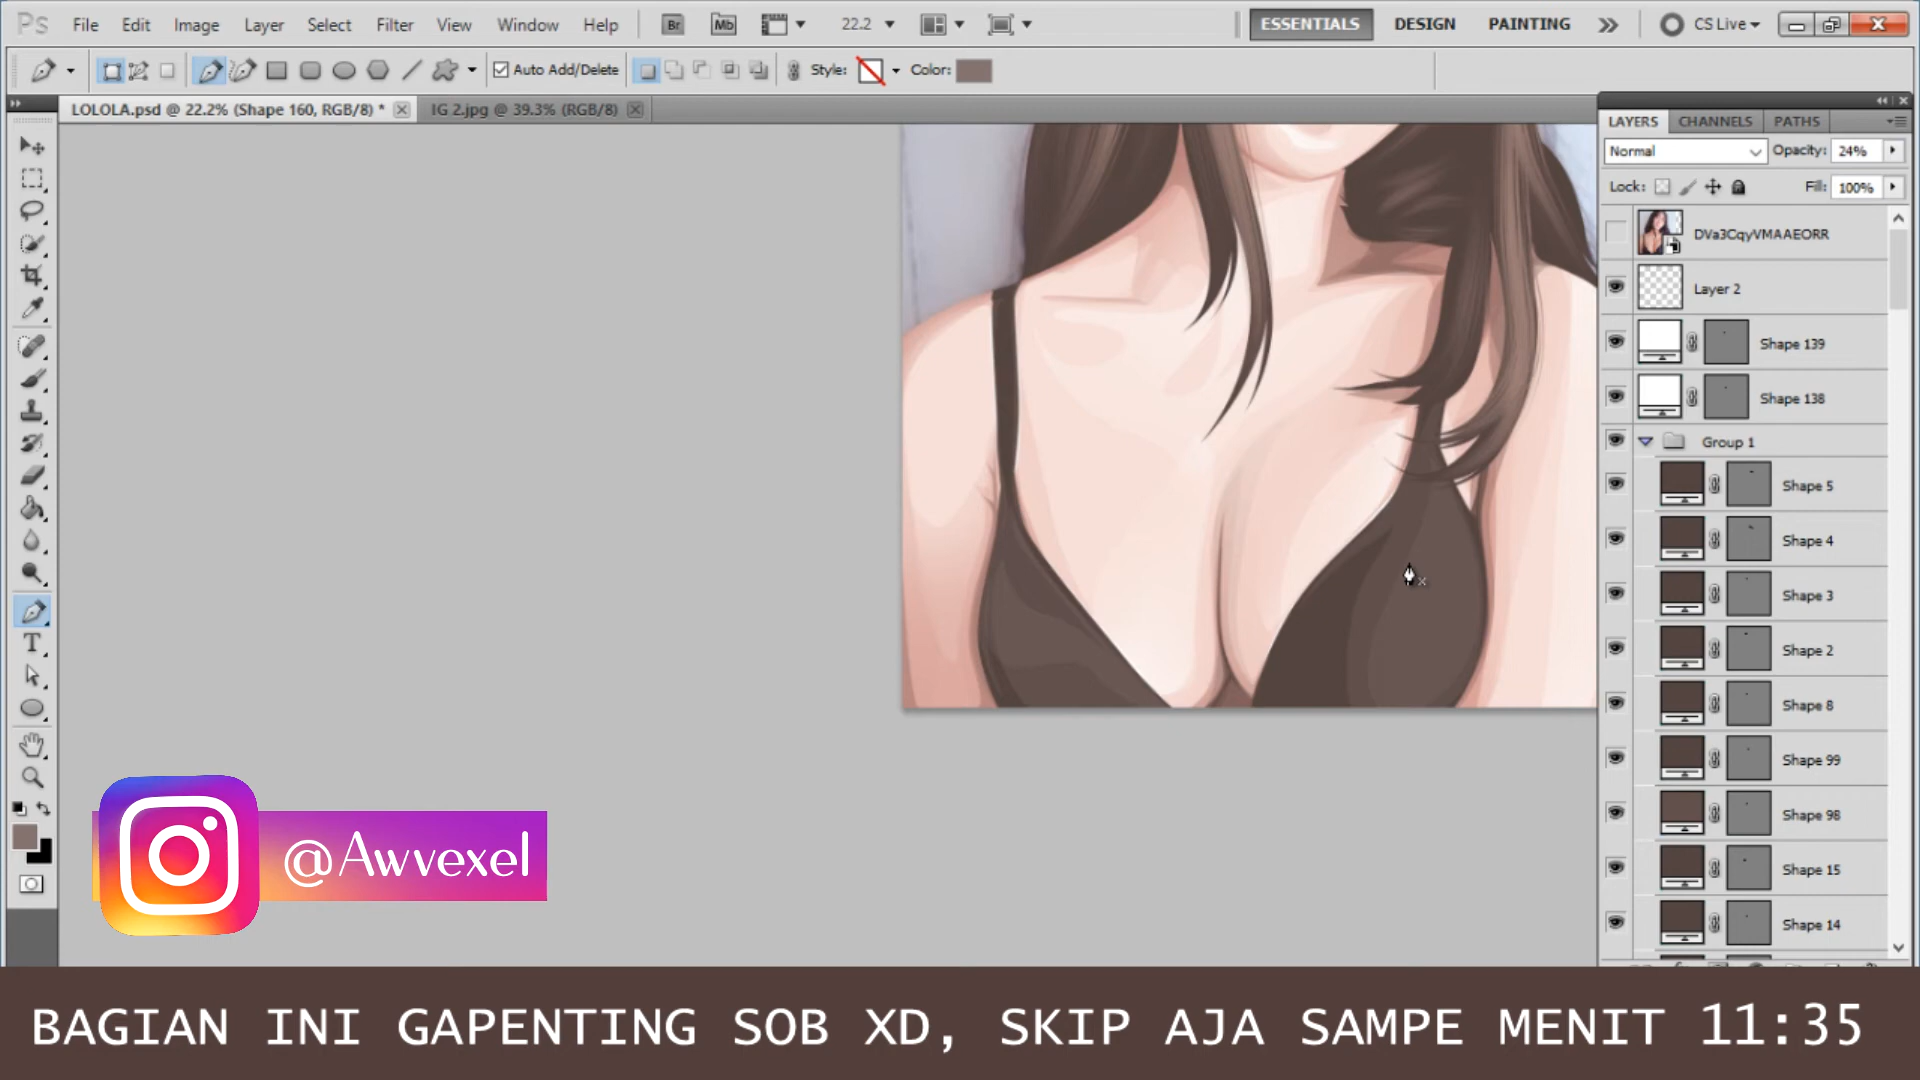 Ps File Edit Image Layer Select Analysis Filter View Window Help Br Mb 22.2 ESSENTIALS DESIGN PAINTING CS Live
Auto Add/Delete Style: Color:
LOLOLA.psd @ 22.2% (Shape 160, RGB/8) * IG 2.jpg @ 39.3% (RGB/8)
LAYERS CHANNELS PATHS
Normal Opacity: 24%
Lock: Fill: 100%
DVa3CqyVMAAEORR
Layer 2
Shape 139
Shape 138
Group 1
Shape 5
Shape 4
Shape 3
Shape 2
Shape 8
Shape 99
Shape 98
Shape 15
Shape 14
@Awvexel
BAGIAN INI GAPENTING SOB XD, SKIP AJA SAMPE MENIT 11:35